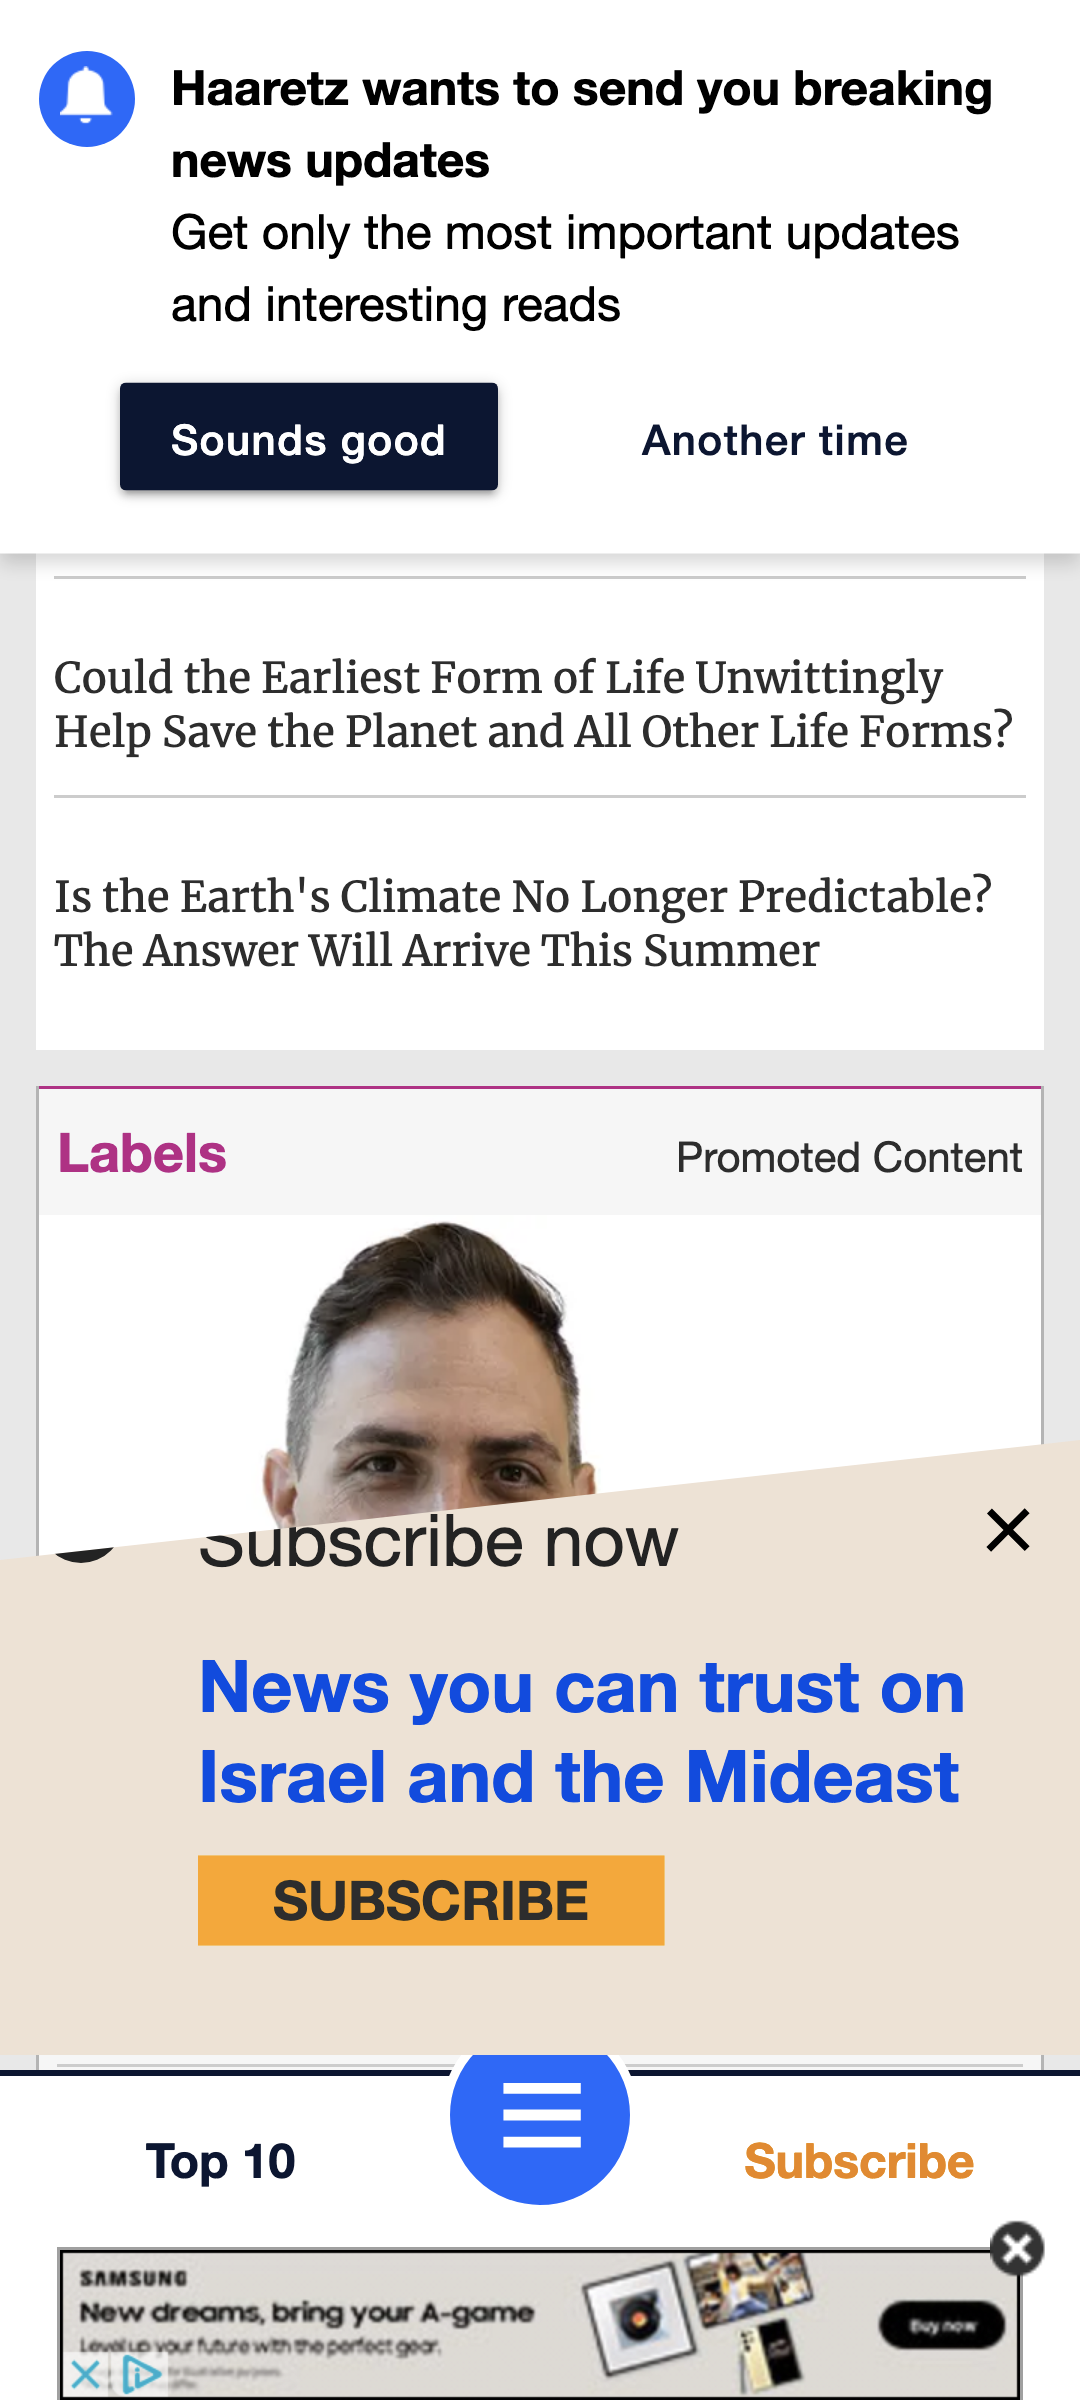 Haaretz wants to send you breaking
news updates
Get only the most important updates
and interesting reads
Sounds good
Another time
Could the Earliest Form of Life Unwittingly
Help Save the Planet and All Other Life Forms?
Is the Earth's Climate No Longer Predictable?
The Answer Will Arrive This Summer
Labels
Promoted Content
Subscribe now
News you can trust on
Israel and the Mideast
SUBSCRIBE
Top 10
Subscribe
SAMSUNG
New dreams, bring your A-game
Level up your future with the perfect gear.
for illustrative purposes.
Buy now